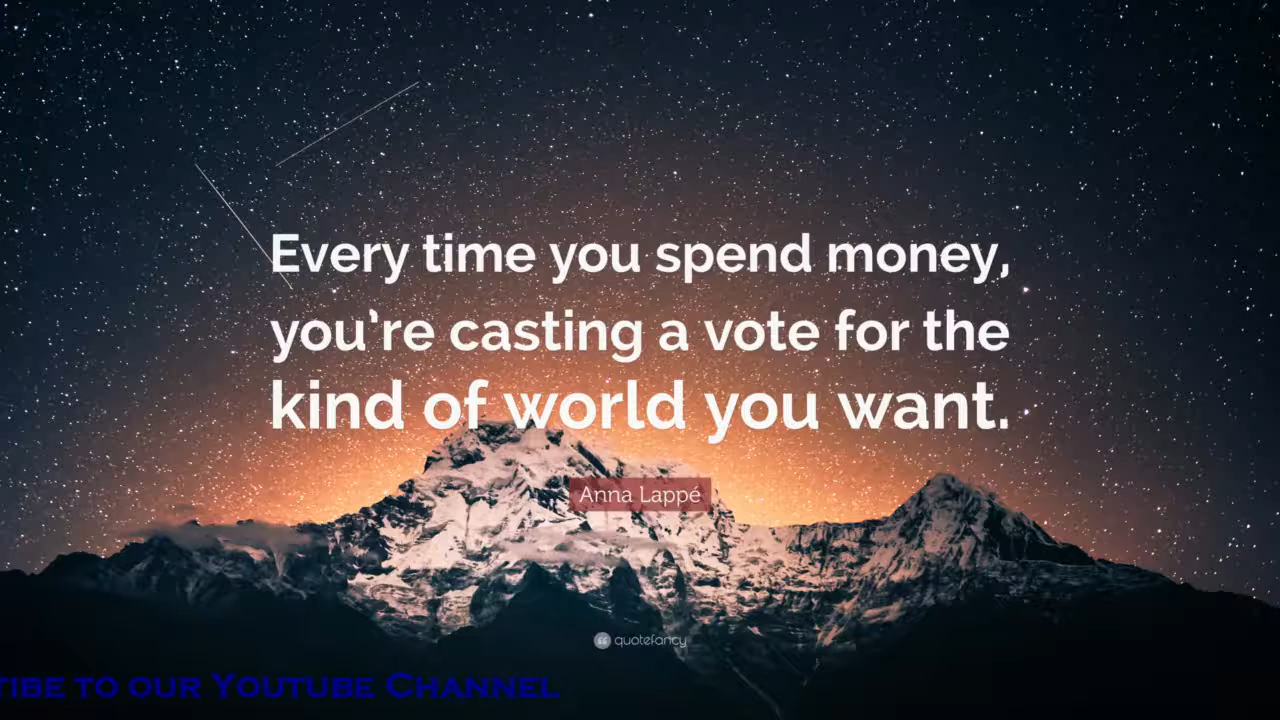 Every time you spend money,
you’re casting a vote for the
kind of world you want.
Anna Lappé
quotefancy
TO OUR YOUTUBE CHANNEL